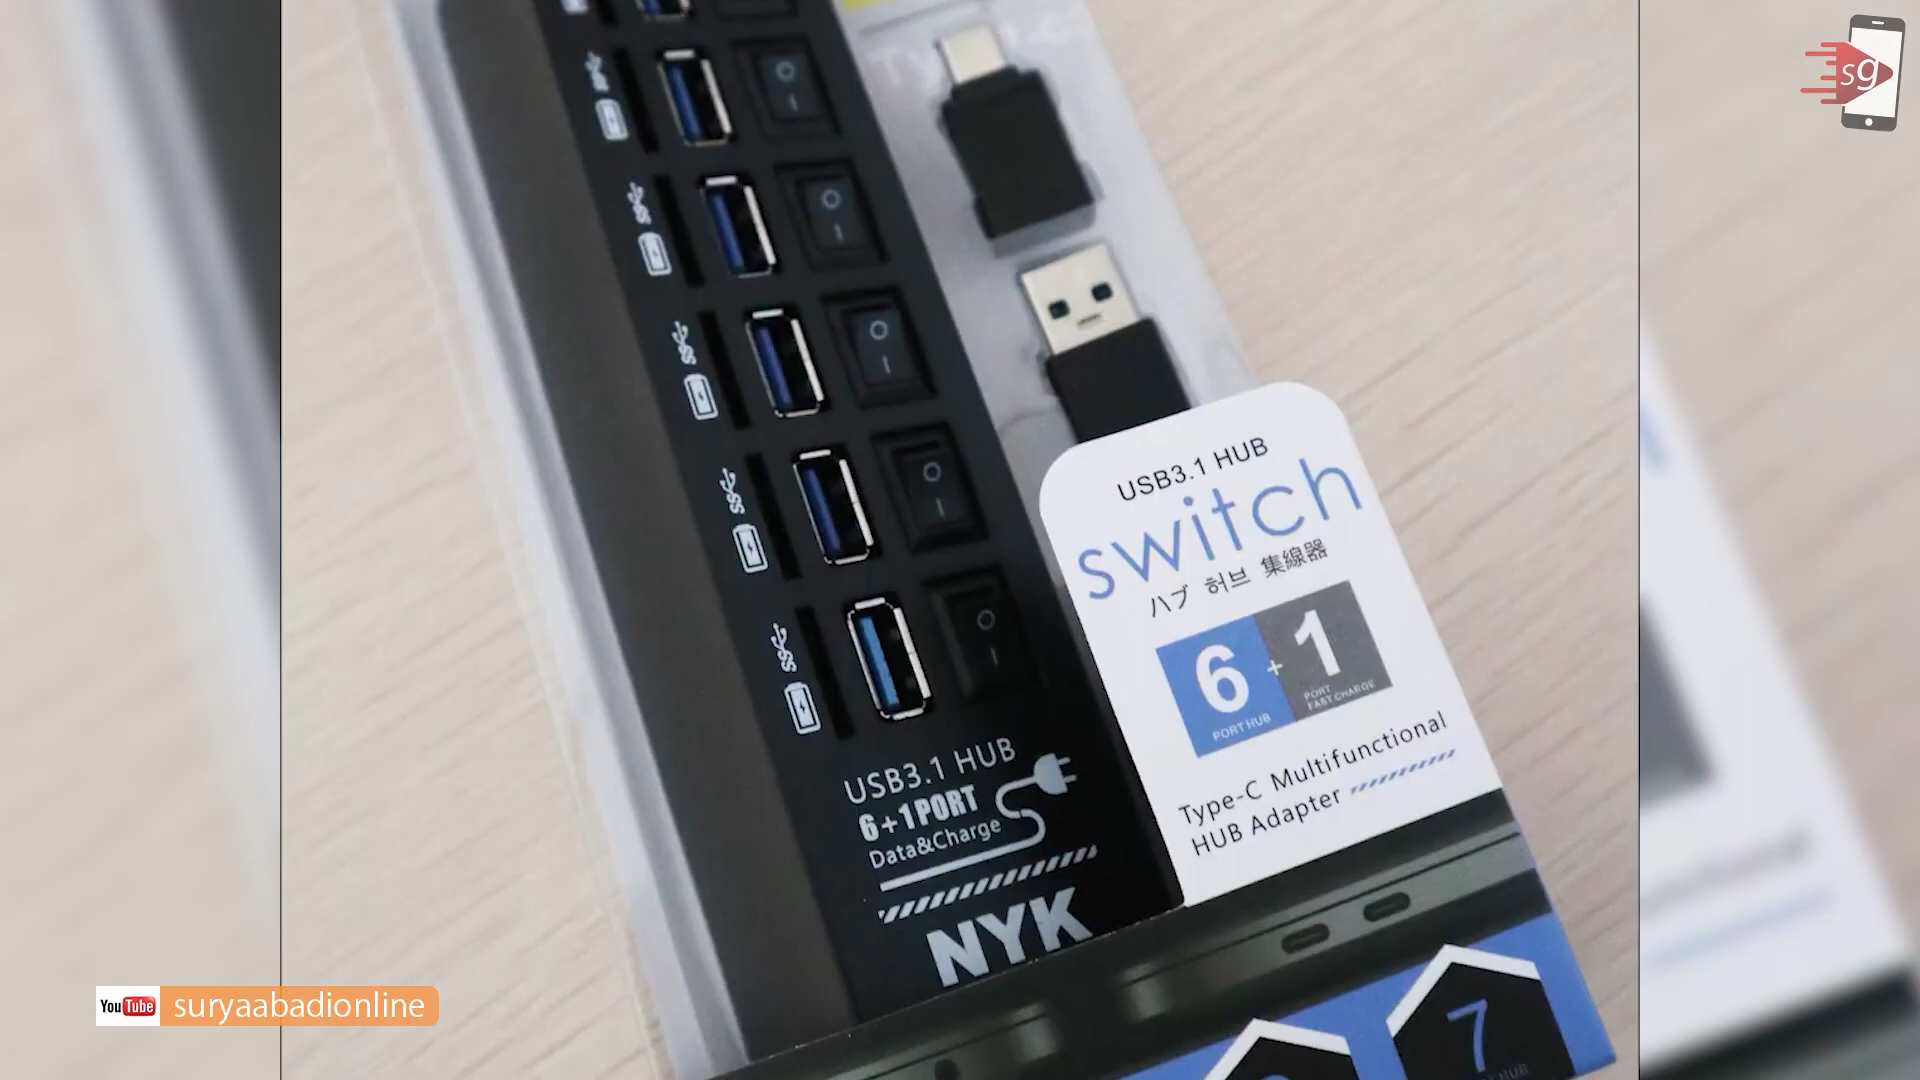 sg
USB3.1 HUB
switch
ハブ 허브 集線器
6 + 1
PORT HUB
PORT
FAST CHARGE
Type-C Multifunctional
HUB Adapter
USB3.1 HUB
6+1PORT
Data&Charge
NYK
7
HUB
YouTube suryaabadionline